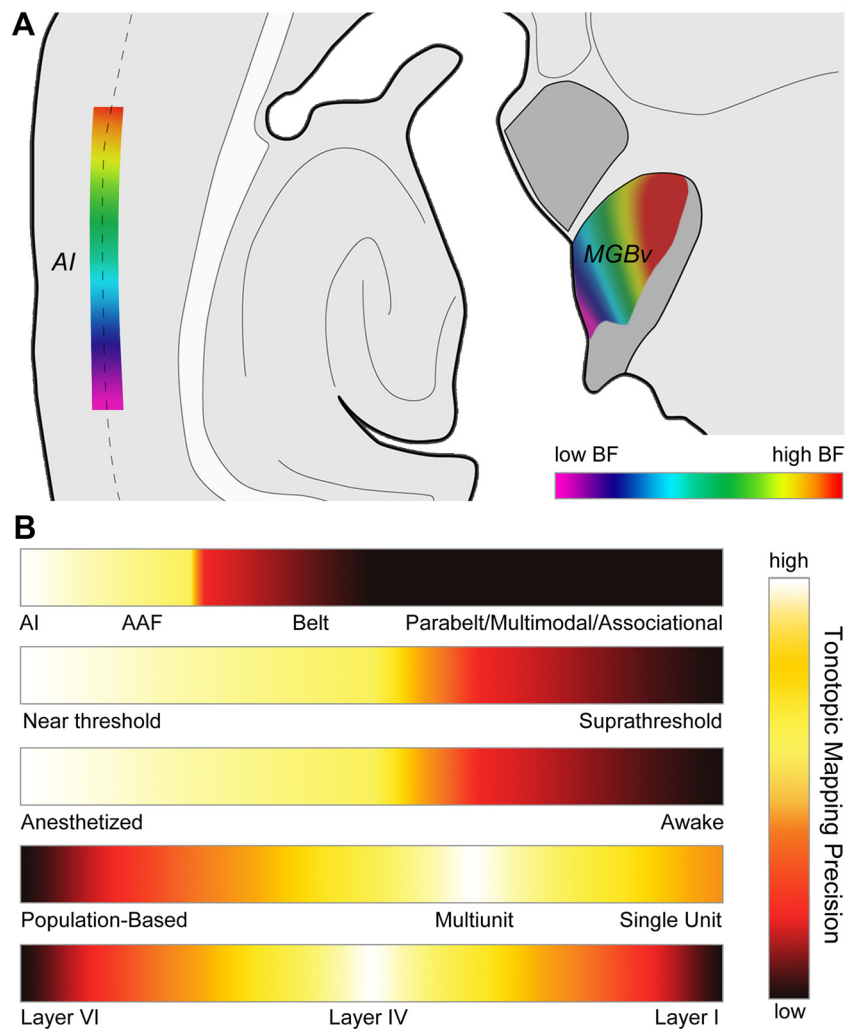 A
AI
MGBv
low BF high BF
B
high
AI AAF Belt Parabelt/Multimodal/Associational
Near threshold Suprathreshold
Anesthetized Awake
Population-Based Multiunit Single Unit
Layer VI Layer IV Layer I
Tonotopic Mapping Precision
low